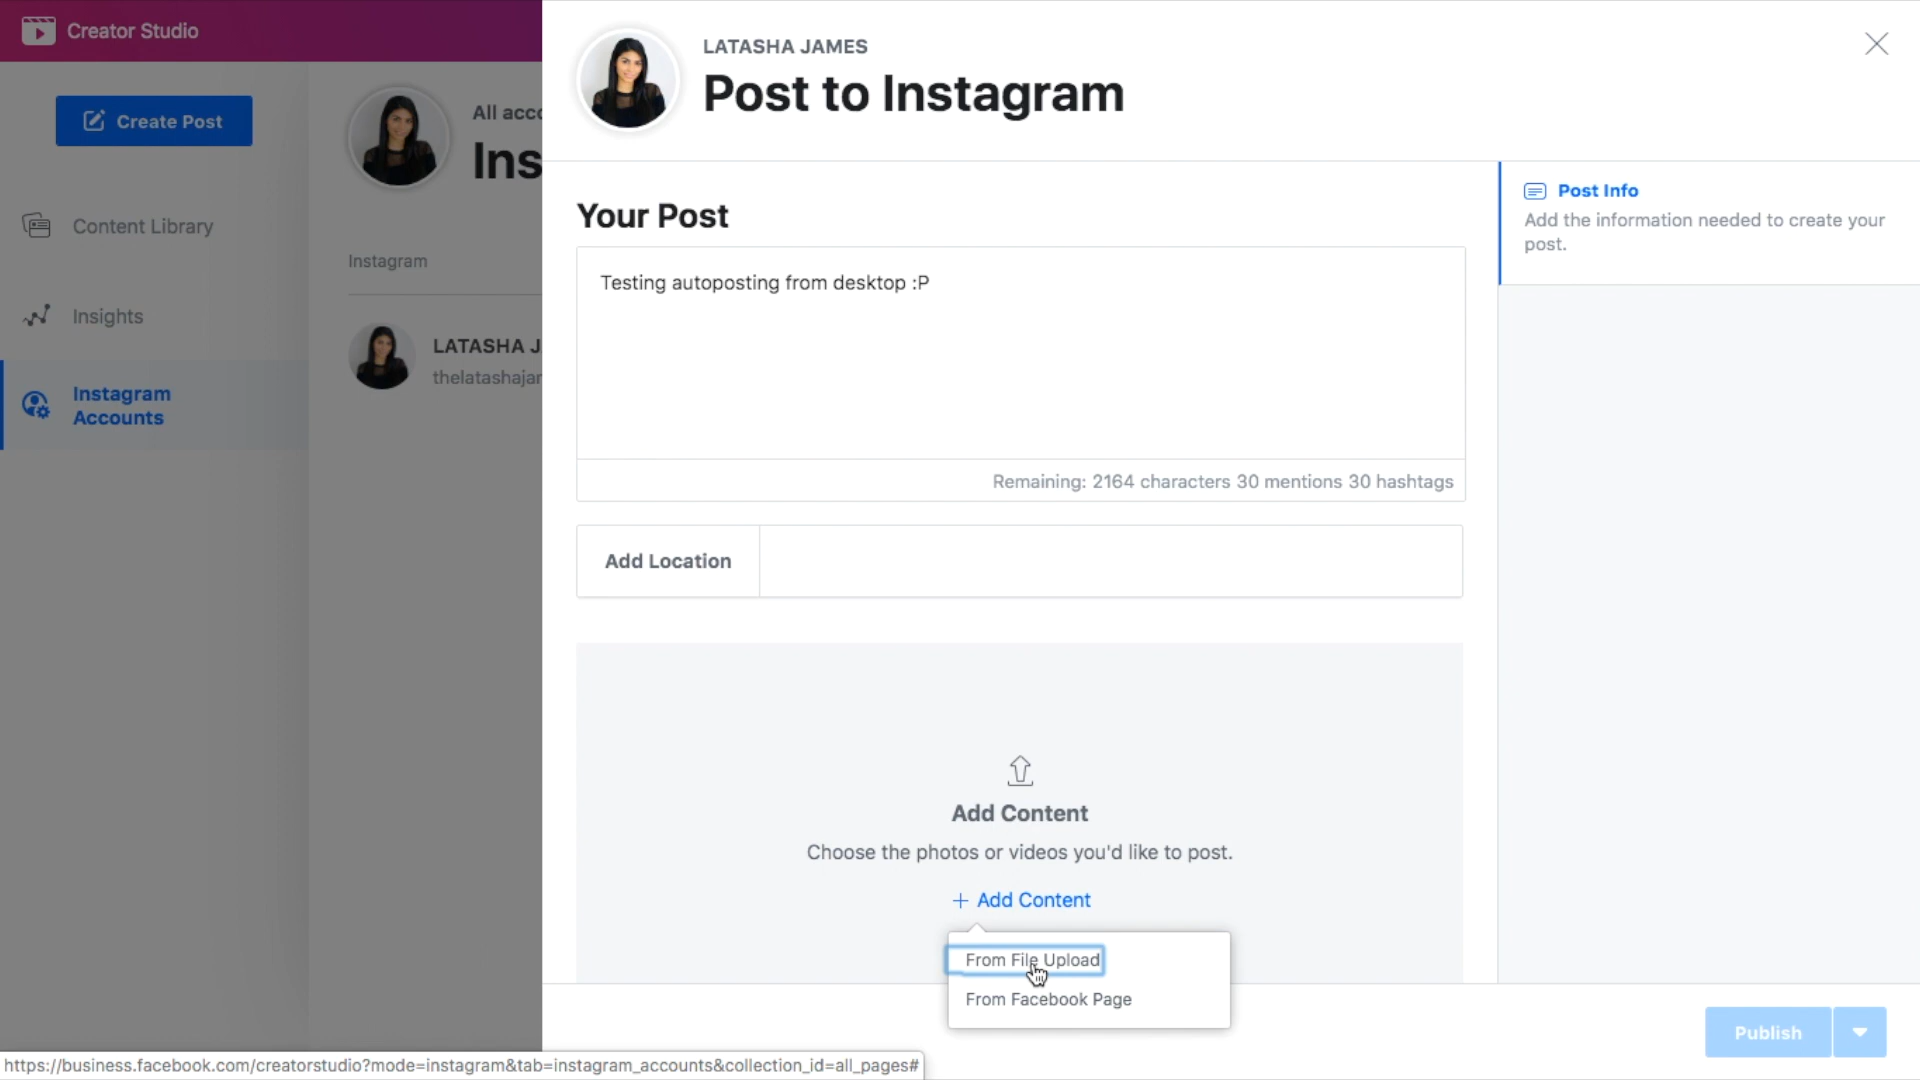 Creator Studio
Create Post
Content Library
Insights
Instagram
Accounts
All acco
Ins
Instagram
LATASHA J
thelatashajar
LATASHA JAMES
Post to Instagram
Your Post
Testing autoposting from desktop :P
Remaining: 2164 characters 30 mentions 30 hashtags
Add Location
Add Content
Choose the photos or videos you'd like to post.
+ Add Content
From File Upload
From Facebook Page
Post Info
Add the information needed to create your
post.
Publish
https://business.facebook.com/creatorstudio?mode=instagram&tab=instagram_accounts&collection_id=all_pages#